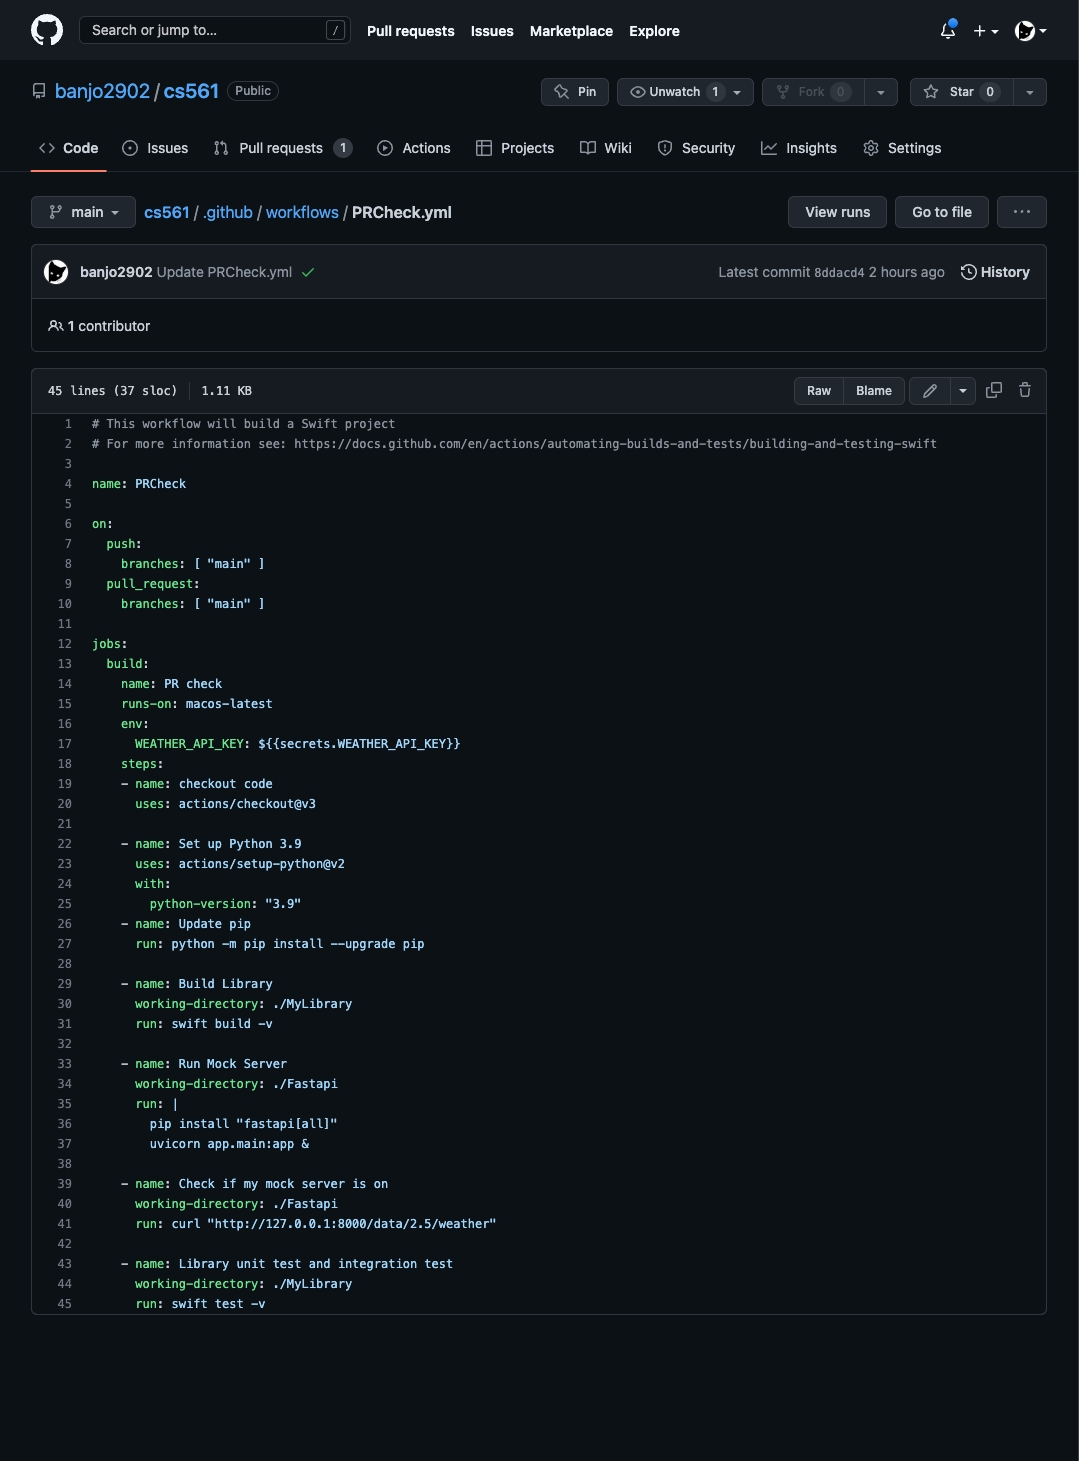 Search or jump to... /
Pull requests Issues Marketplace Explore
banjo2902 / cs561 Public
Pin Unwatch 1 Fork 0 Star 0
Code Issues Pull requests 1 Actions Projects Wiki Security Insights Settings
main cs561 / .github / workflows / PRCheck.yml View runs Go to file ...
banjo2902 Update PRCheck.yml Latest commit 8ddacd4 2 hours ago History
1 contributor
45 lines (37 sloc) 1.11 KB Raw Blame
1 # This workflow will build a Swift project
2 # For more information see: https://docs.github.com/en/actions/automating-builds-and-tests/building-and-testing-swift
3
4 name: PRCheck
5
6 on:
7 push:
8 branches: [ "main" ]
9 pull_request:
10 branches: [ "main" ]
11
12 jobs:
13 build:
14 name: PR check
15 runs-on: macos-latest
16 env:
17 WEATHER_API_KEY: ${{secrets.WEATHER_API_KEY}}
18 steps:
19 - name: checkout code
20 uses: actions/checkout@v3
21
22 - name: Set up Python 3.9
23 uses: actions/setup-python@v2
24 with:
25 python-version: "3.9"
26 - name: Update pip
27 run: python -m pip install --upgrade pip
28
29 - name: Build Library
30 working-directory: ./MyLibrary
31 run: swift build -v
32
33 - name: Run Mock Server
34 working-directory: ./Fastapi
35 run: |
36 pip install "fastapi[all]"
37 uvicorn app.main:app &
38
39 - name: Check if my mock server is on
40 working-directory: ./Fastapi
41 run: curl "http://127.0.0.1:8000/data/2.5/weather"
42
43 - name: Library unit test and integration test
44 working-directory: ./MyLibrary
45 run: swift test -v